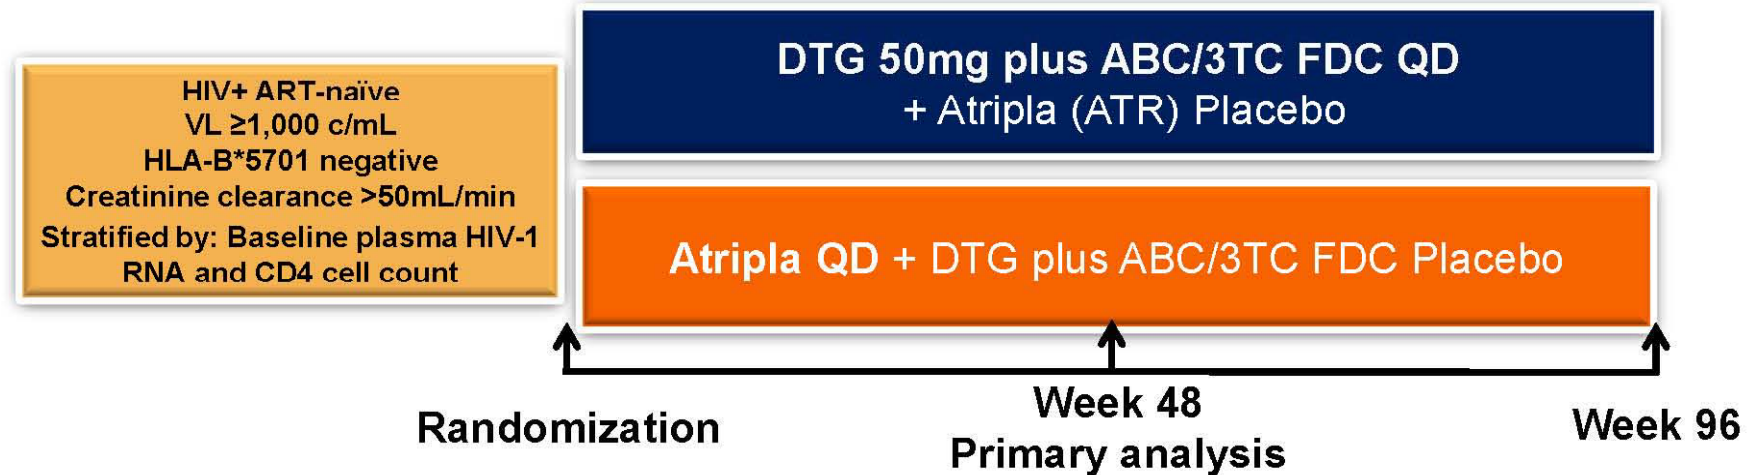 HIV+ ART-naïve
VL ≥1,000 c/mL
HLA-B*5701 negative
Creatinine clearance >50mL/min
Stratified by: Baseline plasma HIV-1
RNA and CD4 cell count
DTG 50mg plus ABC/3TC FDC QD
+ Atripla (ATR) Placebo
Atripla QD + DTG plus ABC/3TC FDC Placebo
Randomization
Week 48
Primary analysis
Week 96